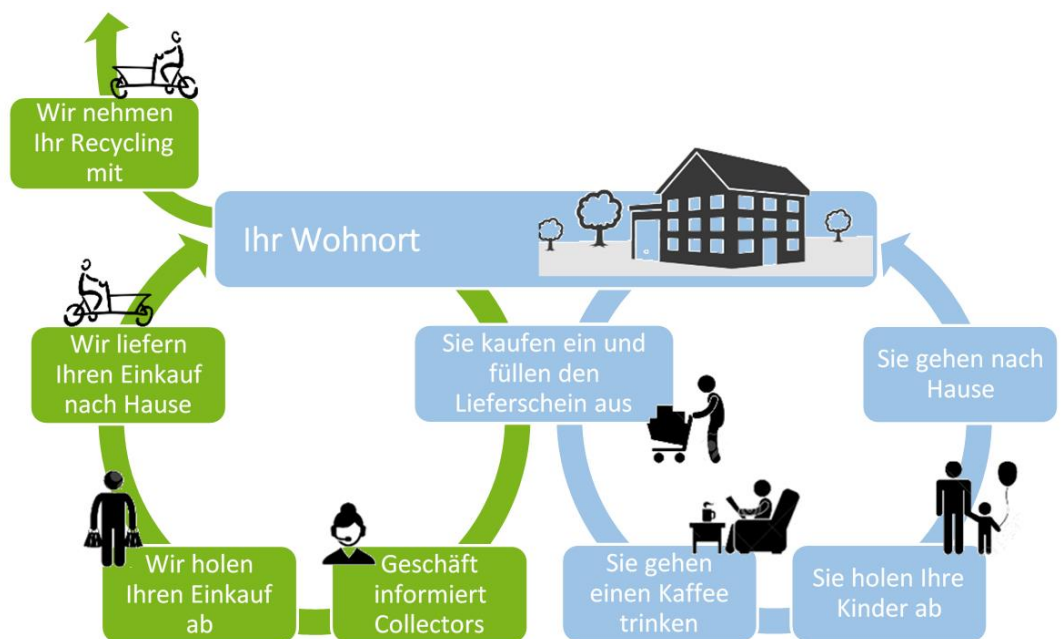 Wir nehmen
Ihr Recycling
mit
Ihr Wohnort
Wir liefern
Ihren Einkauf
nach Hause
Sie kaufen ein und
füllen den
Lieferschein aus
Sie gehen nach
Hause
Wir holen
Ihren Einkauf
ab
Geschäft
informiert
Collectors
Sie gehen
einen Kaffee
trinken
Sie holen Ihre
Kinder ab